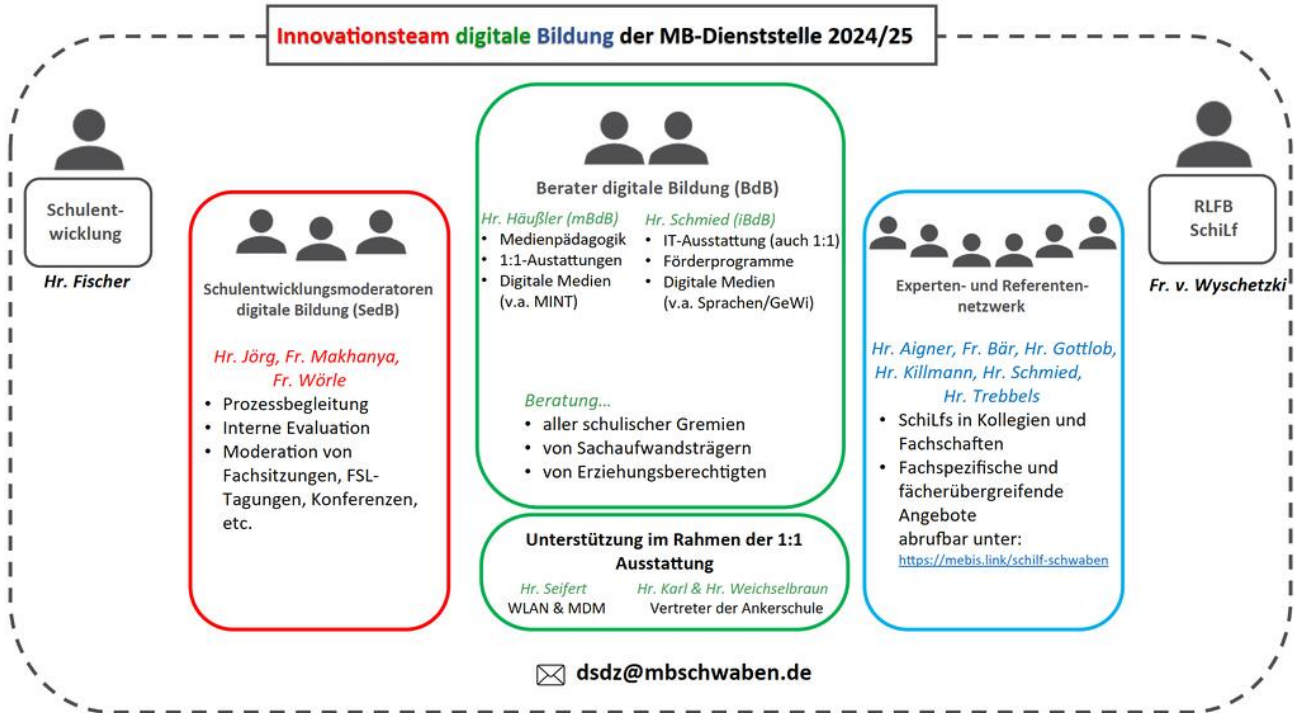 Innovationsteam digitale Bildung der MB-Dienststelle 2024/25
Schulent-
wicklung
Hr. Fischer
Schulentwicklungsmoderatoren
digitale Bildung (SedB)
Hr. Jörg, Fr. Makhanya,
Fr. Wörle
• Prozessbegleitung
• Interne Evaluation
• Moderation von
Fachsitzungen, FSL-
Tagungen, Konferenzen,
etc.
Berater digitale Bildung (BdB)
Hr. Häußler (mBdB)
• Medienpädagogik
• 1:1-Austattungen
• Digitale Medien
(v.a. MINT)
Hr. Schmied (iBdB)
• IT-Ausstattung (auch 1:1)
• Förderprogramme
• Digitale Medien
(v.a. Sprachen/GeWi)
Beratung...
• aller schulischer Gremien
• von Sachaufwandsträgern
• von Erziehungsberechtigten
Unterstützung im Rahmen der 1:1
Ausstattung
Hr. Seifert
WLAN & MDM
Hr. Karl & Hr. Weichselbraun
Vertreter der Ankerschule
Experten- und Referenten-
netzwerk
Hr. Aigner, Fr. Bär, Hr. Gottlob,
Hr. Killmann, Hr. Schmied,
Hr. Trebbels
• SchiLfs in Kollegien und
Fachschaften
• Fachspezifische und
fächerübergreifende
Angebote
abrufbar unter:
https://mebis.link/schilf-schwaben
RLFB
SchiLf
Fr. v. Wyschetzki
dsdz@mbschwaben.de